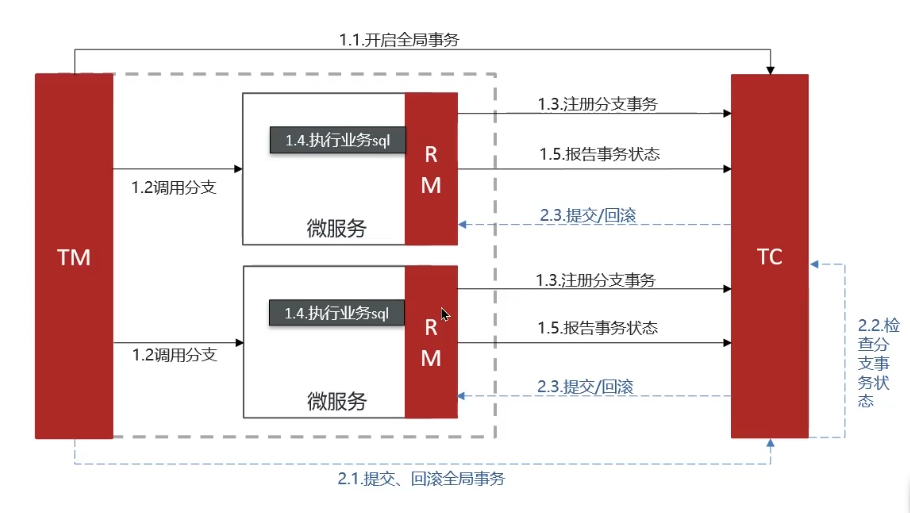 1.1.开启全局事务
1.3.注册分支事务
1.4.执行业务sql
R
M
1.5.报告事务状态
1.2调用分支
2.3.提交/回滚
微服务
TM
TC
1.3.注册分支事务
1.4.执行业务sql
R
M
1.5.报告事务状态
2.2.检
查分
支事
务状
态
1.2调用分支
2.3.提交/回滚
微服务
2.1.提交、回滚全局事务